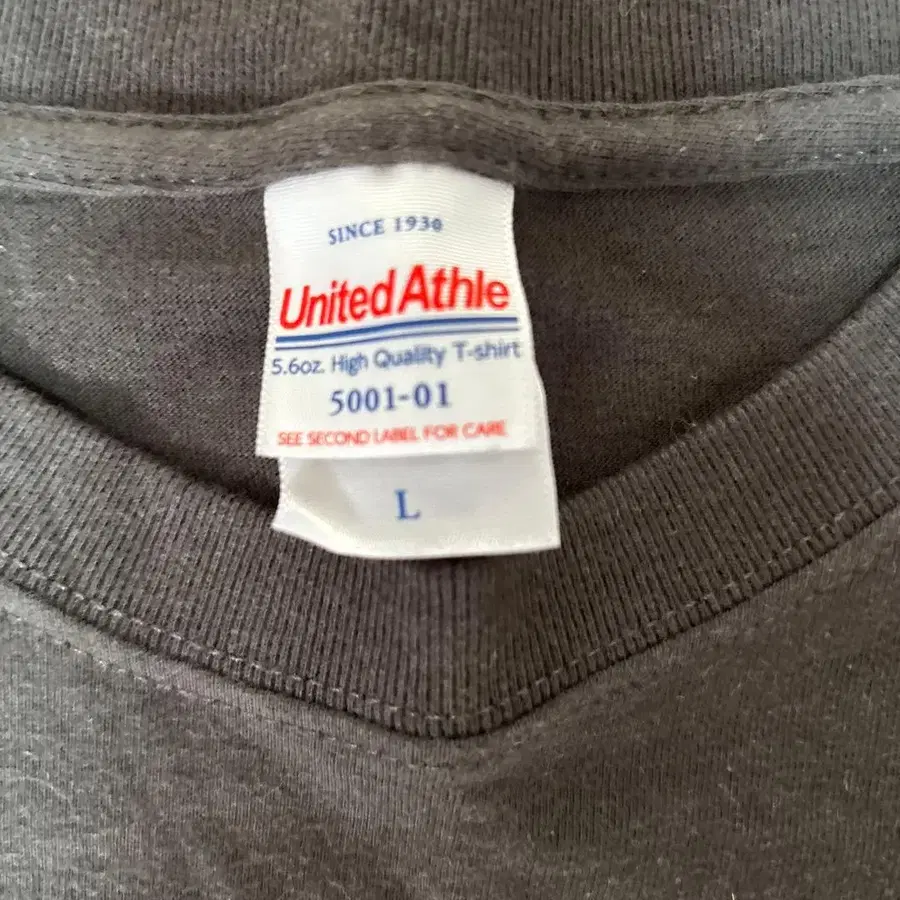 SINCE 1930
United Athle
5.6oz. High Quality T-shirt
5001-01
SEE SECOND LABEL FOR CARE
L